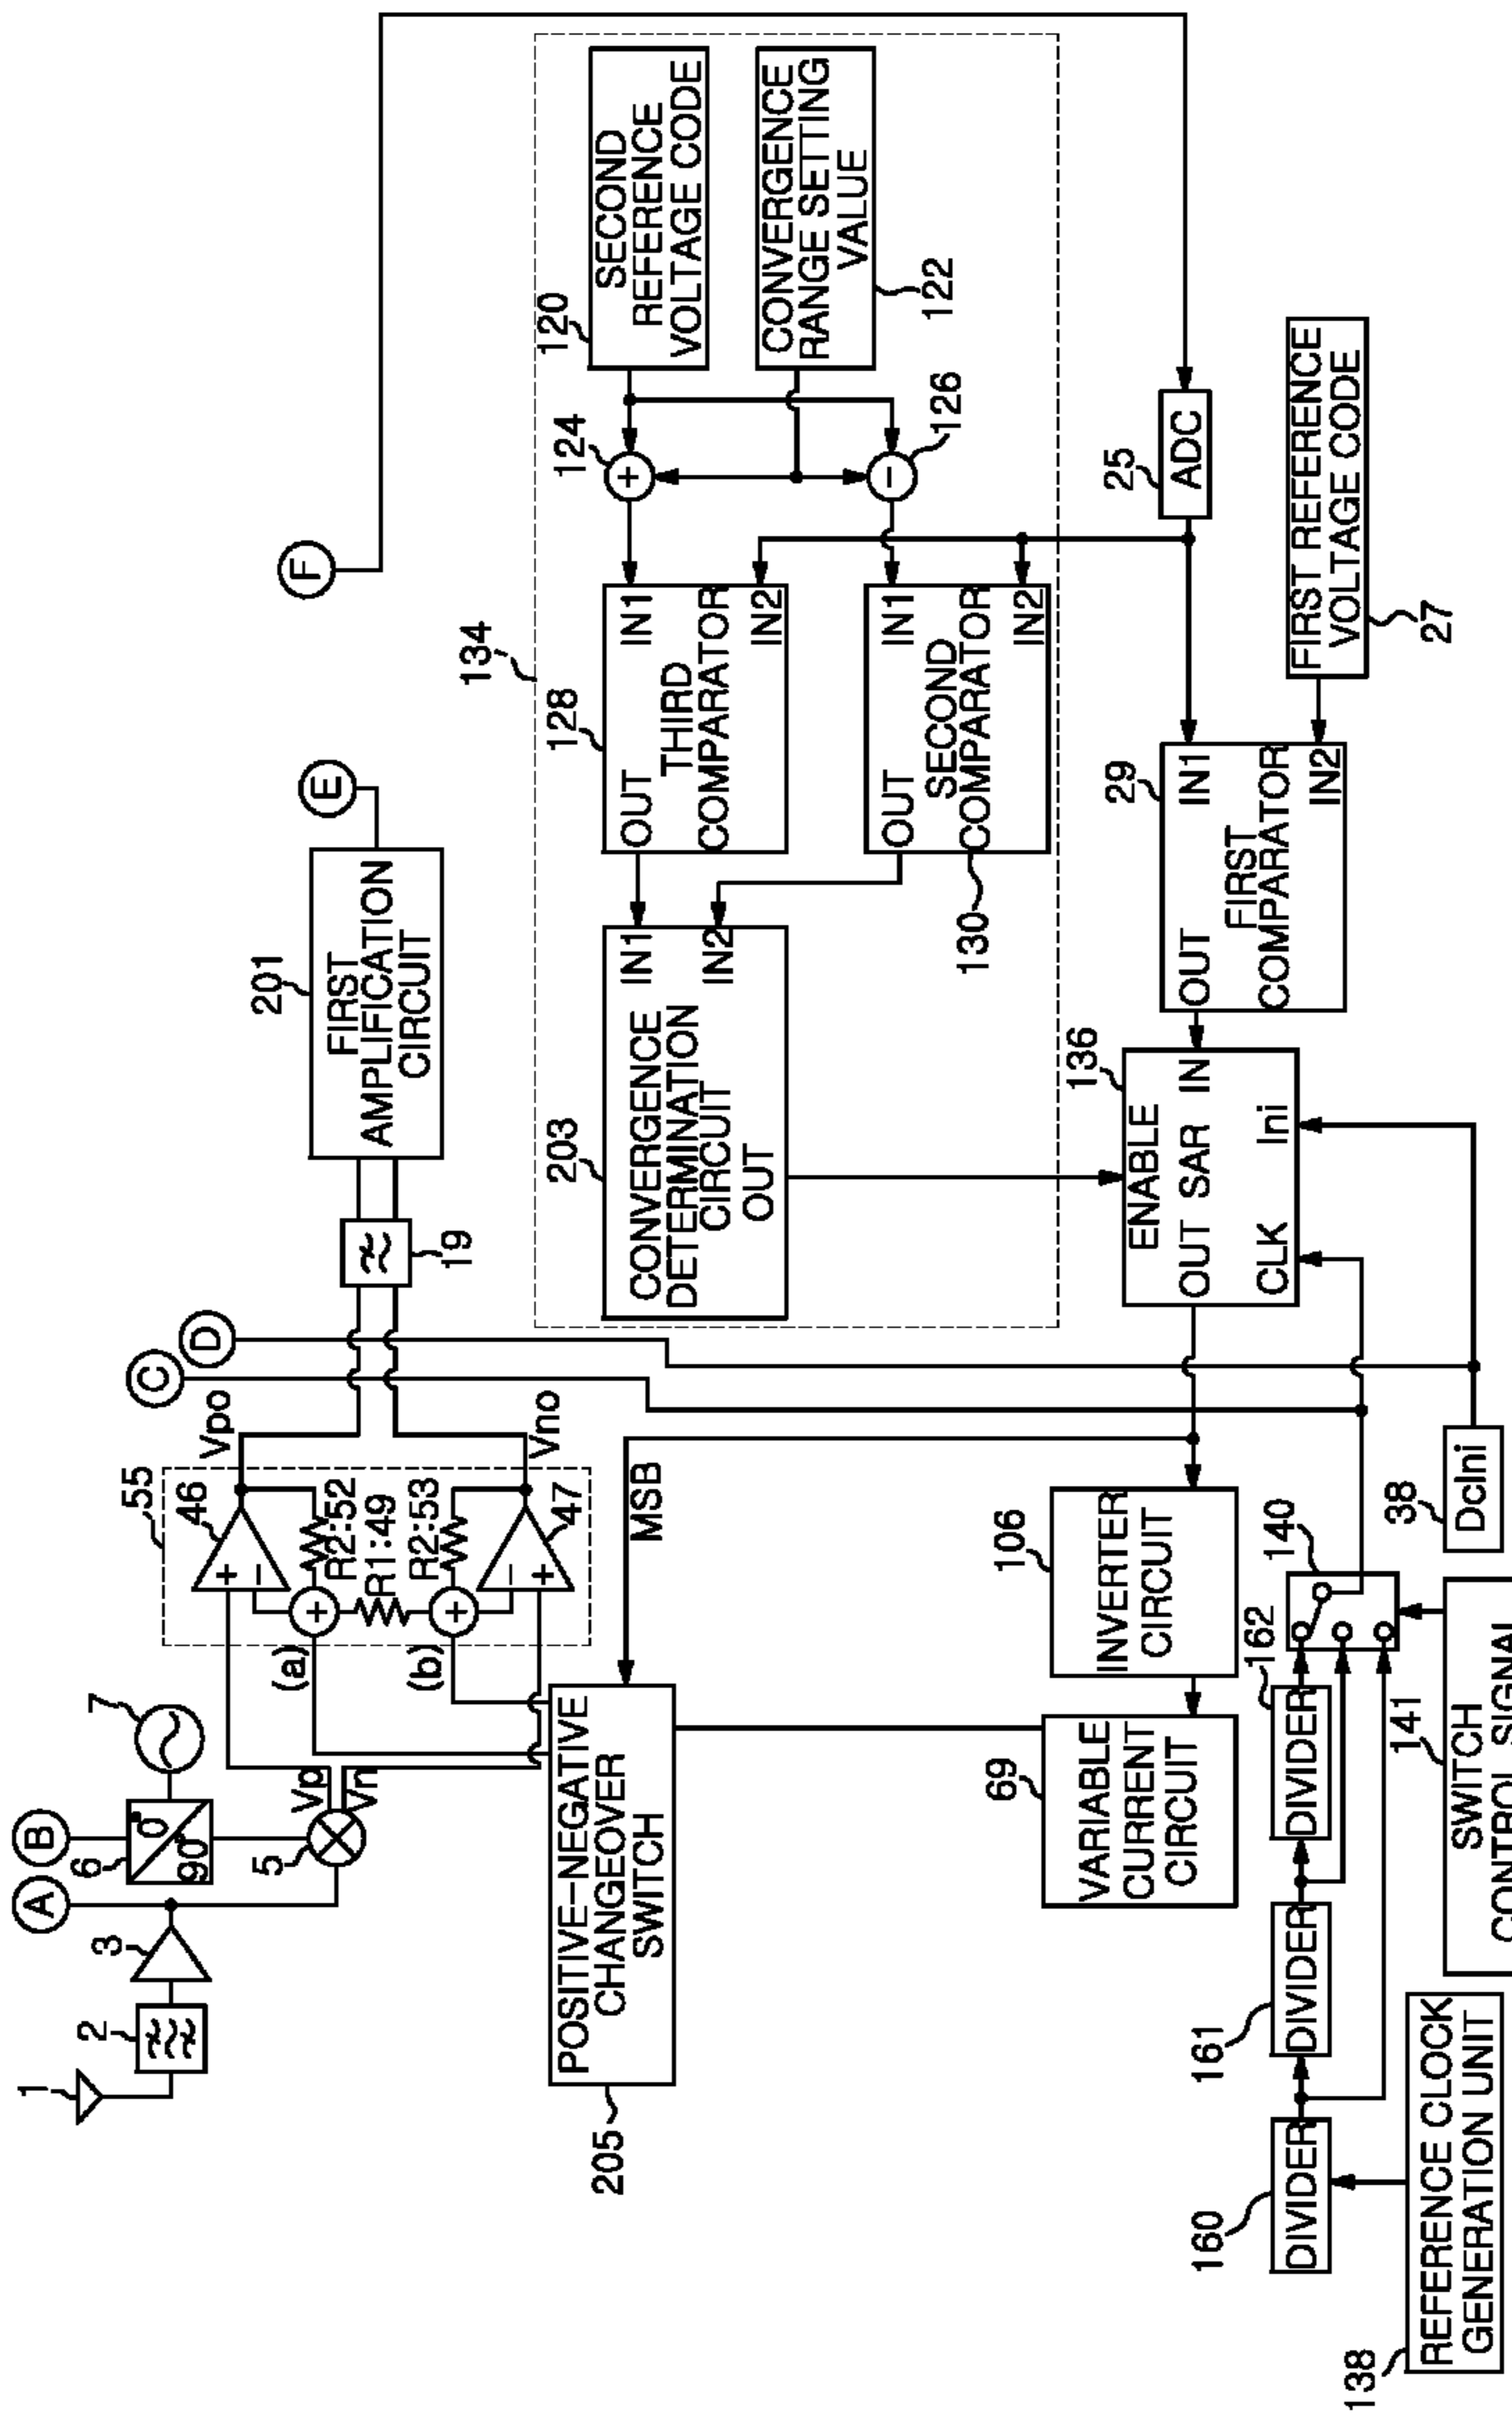 1
2
3
A
B
6
0°
90°
7
5
Vp
Vn
(a)
(b)
55
46
47
+
−
+
+
−
+
R2:52
R1:49
R2:53
Vpo
Vno
C
D
19
201
FIRST
AMPLIFICATION
CIRCUIT
E
F
205
POSITIVE-NEGATIVE
CHANGEOVER
SWITCH
MSB
134
203
CONVERGENCE
DETERMINATION
CIRCUIT
OUT
IN1
IN2
128
OUT
THIRD
COMPARATOR
IN1
IN2
130
OUT
SECOND
COMPARATOR
IN1
IN2
124
+
126
−
120
SECOND
REFERENCE
VOLTAGE CODE
122
CONVERGENCE
RANGE SETTING
VALUE
69
VARIABLE
CURRENT
CIRCUIT
106
INVERTER
CIRCUIT
136
ENABLE
OUT SAR IN
CLK
Ini
29
OUT
FIRST
COMPARATOR
IN1
IN2
25
ADC
27
FIRST REFERENCE
VOLTAGE CODE
160
DIVIDER
161
DIVIDER
162
DIVIDER
140
38
DcIni
138
REFERENCE CLOCK
GENERATION UNIT
141
SWITCH
CONTROL SIGNAL